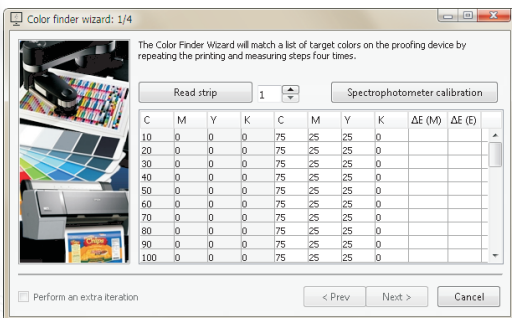 Color finder wizard: 1/4
The Color Finder Wizard will match a list of target colors on the proofing device by
repeating the printing and measuring steps four times.
Read strip 1 Spectrophotometer calibration
C M Y K C M Y K ΔE (M) ΔE (E)
10 0 0 0 75 25 25 0
20 0 0 0 75 25 25 0
30 0 0 0 75 25 25 0
40 0 0 0 75 25 25 0
50 0 0 0 75 25 25 0
60 0 0 0 75 25 25 0
70 0 0 0 75 25 25 0
80 0 0 0 75 25 25 0
90 0 0 0 75 25 25 0
100 0 0 0 75 25 25 0
Chips
Perform an extra iteration < Prev Next > Cancel